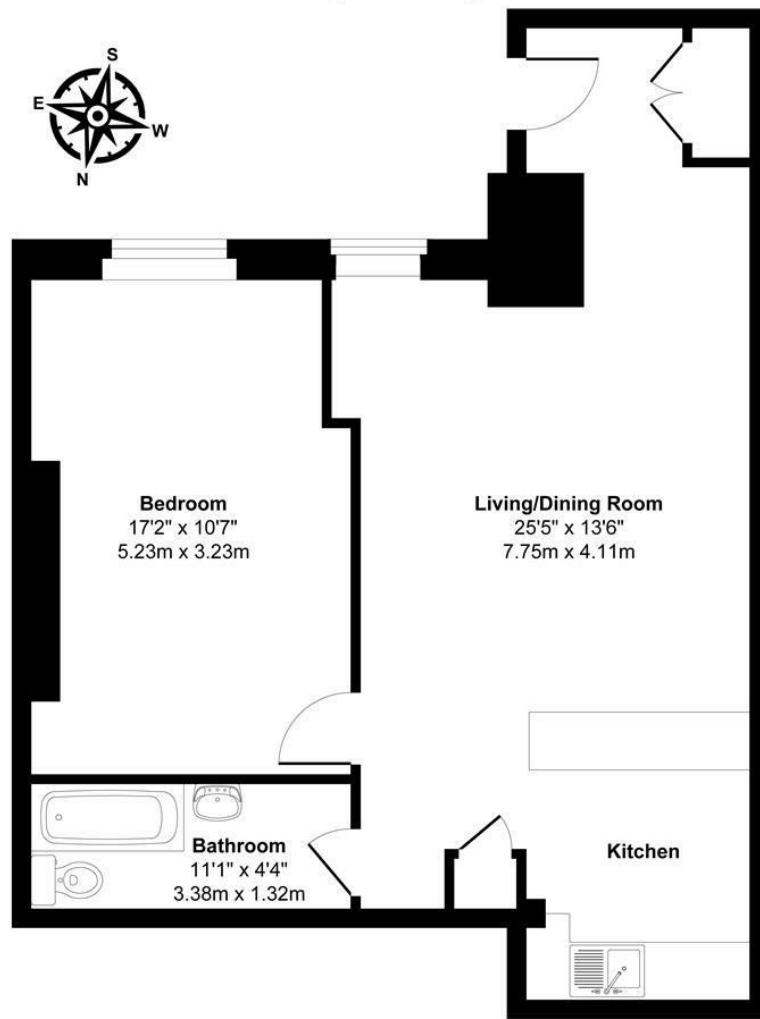 S
E
W
N
Bedroom
17'2" x 10'7"
5.23m x 3.23m
Living/Dining Room
25'5" x 13'6"
7.75m x 4.11m
Bathroom
11'1" x 4'4"
3.38m x 1.32m
Kitchen